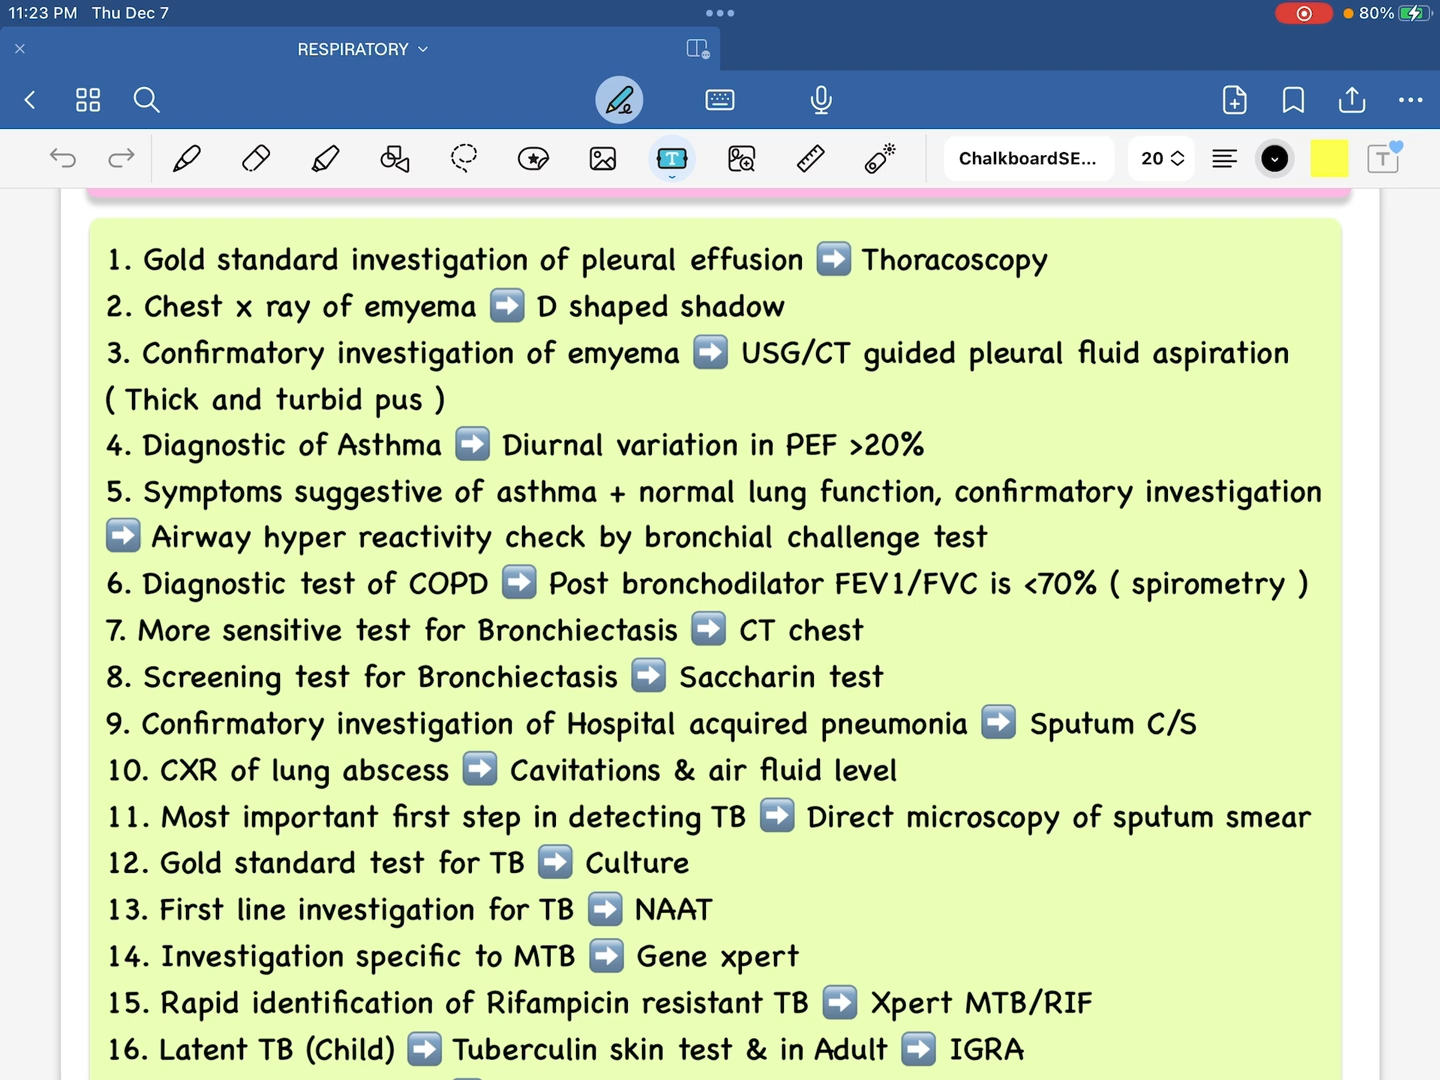 11:23 PM Thu Dec 7
80%
RESPIRATORY
ChalkboardSE...
20
1. Gold standard investigation of pleural effusion ➡ Thoracoscopy
2. Chest x ray of emyema ➡ D shaped shadow
3. Confirmatory investigation of emyema ➡ USG/CT guided pleural fluid aspiration
( Thick and turbid pus )
4. Diagnostic of Asthma ➡ Diurnal variation in PEF >20%
5. Symptoms suggestive of asthma + normal lung function, confirmatory investigation
➡ Airway hyper reactivity check by bronchial challenge test
6. Diagnostic test of COPD ➡ Post bronchodilator FEV1/FVC is <70% ( spirometry )
7. More sensitive test for Bronchiectasis ➡ CT chest
8. Screening test for Bronchiectasis ➡ Saccharin test
9. Confirmatory investigation of Hospital acquired pneumonia ➡ Sputum C/S
10. CXR of lung abscess ➡ Cavitations & air fluid level
11. Most important first step in detecting TB ➡ Direct microscopy of sputum smear
12. Gold standard test for TB ➡ Culture
13. First line investigation for TB ➡ NAAT
14. Investigation specific to MTB ➡ Gene xpert
15. Rapid identification of Rifampicin resistant TB ➡ Xpert MTB/RIF
16. Latent TB (Child) ➡ Tuberculin skin test & in Adult ➡ IGRA